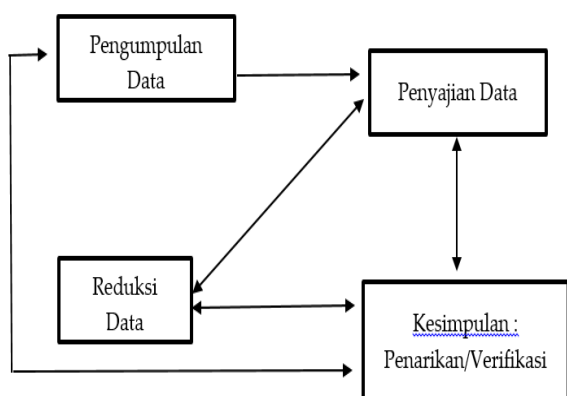 Pengumpulan
Data
Penyajian Data
Reduksi
Data
Kesimpulan :
Penarikan/Verifikasi